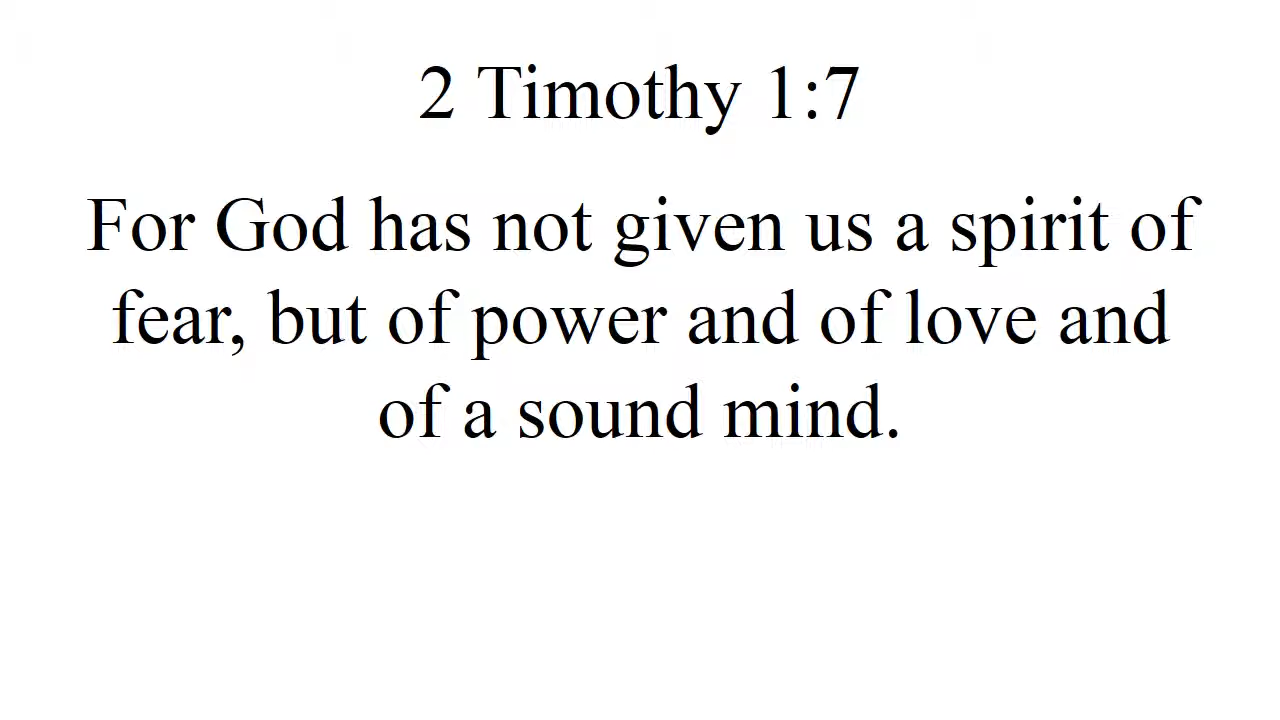 2 Timothy 1:7
For God has not given us a spirit of
fear, but of power and of love and
of a sound mind.